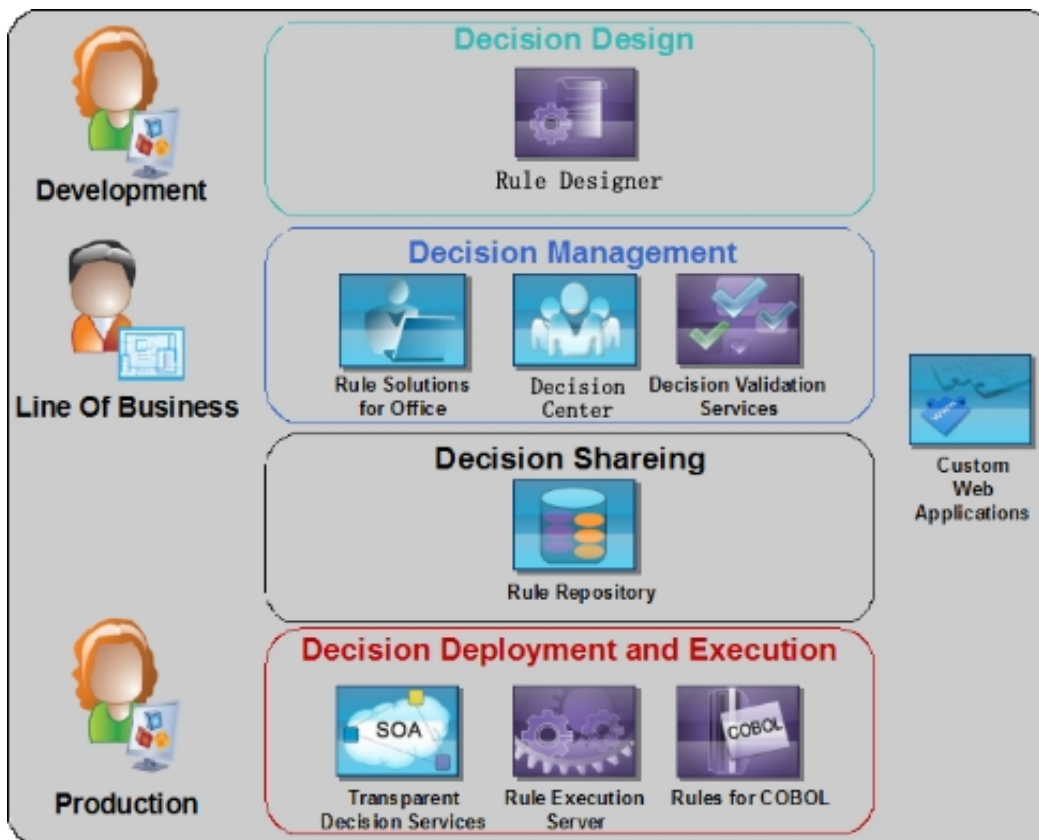 Decision Design
Rule Designer
Development
Decision Management
Rule Solutions
for Office
Decision
Center
Decision Validation
Services
Line Of Business
www
Custom
Web
Applications
Decision Shareing
Rule Repository
Decision Deployment and Execution
SOA
COBOL
Transparent
Decision Services
Rule Execution
Server
Rules for COBOL
Production